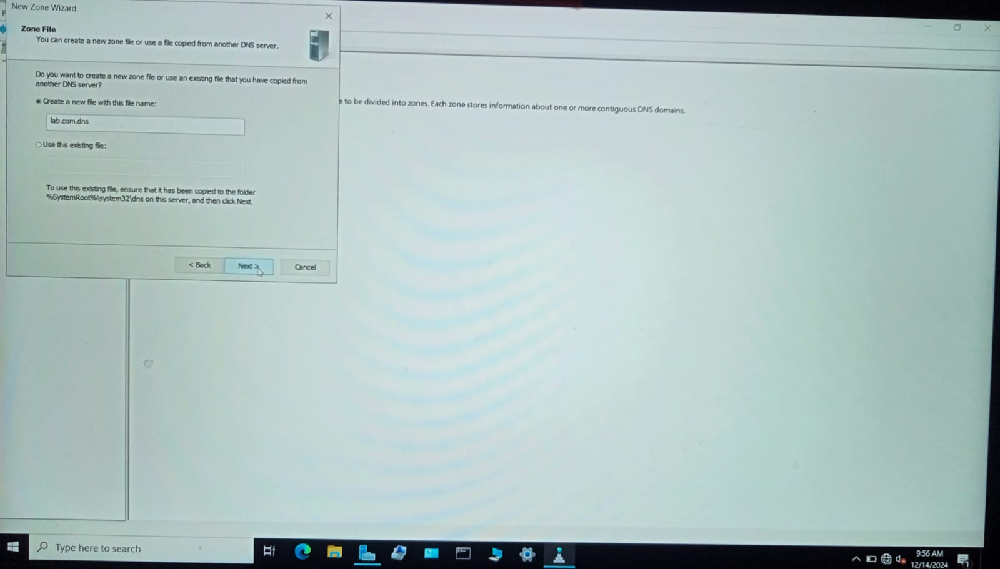 New Zone Wizard
Zone File
You can create a new zone file or use a file copied from another DNS server.
Do you want to create a new zone file or use an existing file that you have copied from
another DNS server?
Create a new file with this file name:
lab.com.dns
Use this existing file:
To use this existing file, ensure that it has been copied to the folder
%SystemRoot%\system32\dns on this server, and then click Next.
< Back
Next >
Cancel
e to be divided into zones. Each zone stores information about one or more contiguous DNS domains.
Type here to search
9:56 AM
12/14/2024
1